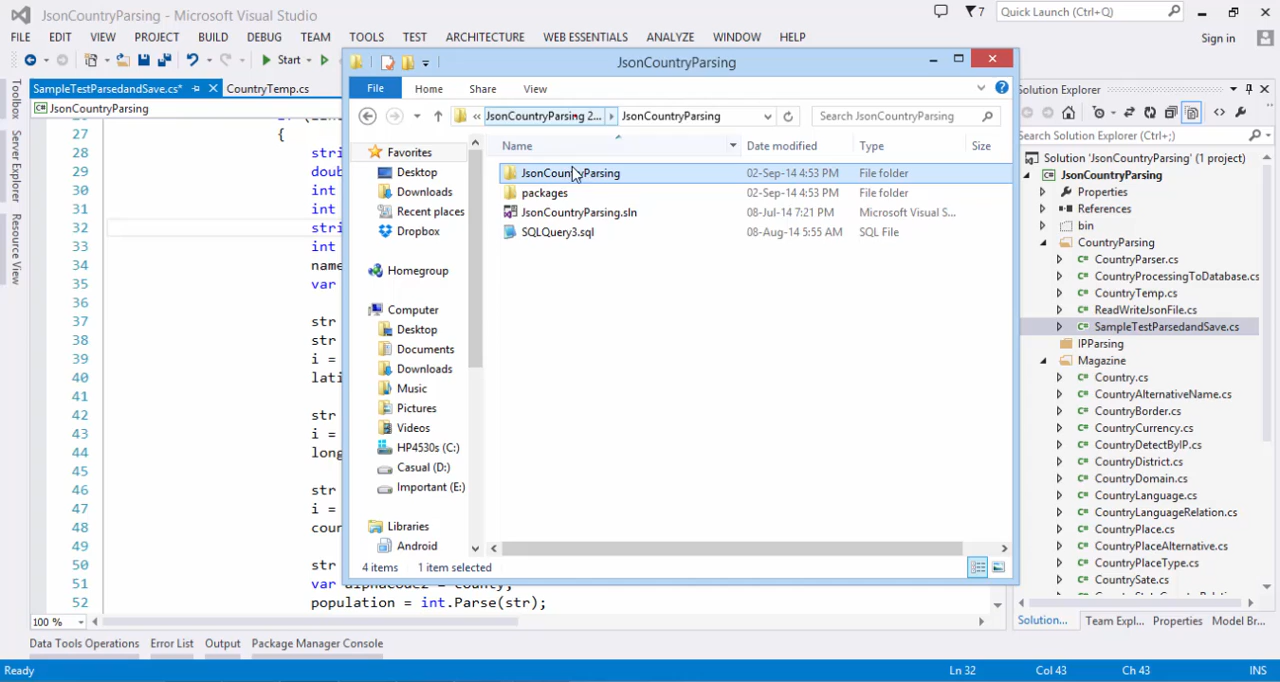 JsonCountryParsing - Microsoft Visual Studio
7
Quick Launch (Ctrl+Q)
FILE EDIT VIEW PROJECT BUILD DEBUG TEAM TOOLS TEST ARCHITECTURE WEB ESSENTIALS ANALYZE WINDOW HELP
Sign in
Start
SampleTestParsedandSave.cs*
CountryTemp.cs
JsonCountryParsing
Toolbox
Server Explorer
Resource View
27 {
28 stri
29 doub
30 int
31 int
32 stri
33 int
34 name
35 var
36
37 str
38 str
39 i =
40 lati
41
42 str
43 i =
44 long
45
46 str
47 i =
48 coun
49
50 str
51
52 population = int.Parse(str);
100 %
JsonCountryParsing
File Home Share View
« JsonCountryParsing 2... JsonCountryParsing
Search JsonCountryParsing
Name Date modified Type Size
JsonCountryParsing 02-Sep-14 4:53 PM File folder
packages 02-Sep-14 4:53 PM File folder
JsonCountryParsing.sln 08-Jul-14 7:21 PM Microsoft Visual S...
SQLQuery3.sql 08-Aug-14 5:55 AM SQL File
Favorites
Desktop
Downloads
Recent places
Dropbox
Homegroup
Computer
Desktop
Documents
Downloads
Music
Pictures
Videos
HP4530s (C:)
Casual (D:)
Important (E:)
Libraries
Android
4 items 1 item selected
Solution Explorer
Search Solution Explorer (Ctrl+;)
Solution 'JsonCountryParsing' (1 project)
JsonCountryParsing
Properties
References
bin
CountryParsing
CountryParser.cs
CountryProcessingToDatabase.cs
CountryTemp.cs
ReadWriteJsonFile.cs
SampleTestParsedandSave.cs
IPParsing
Magazine
Country.cs
CountryAlternativeName.cs
CountryBorder.cs
CountryCurrency.cs
CountryDetectByIP.cs
CountryDistrict.cs
CountryDomain.cs
CountryLanguage.cs
CountryLanguageRelation.cs
CountryPlace.cs
CountryPlaceAlternative.cs
CountryPlaceType.cs
CountrySate.cs
Solution... Team Expl... Properties Model Br...
Data Tools Operations Error List Output Package Manager Console
Ready Ln 32 Col 43 Ch 43 INS